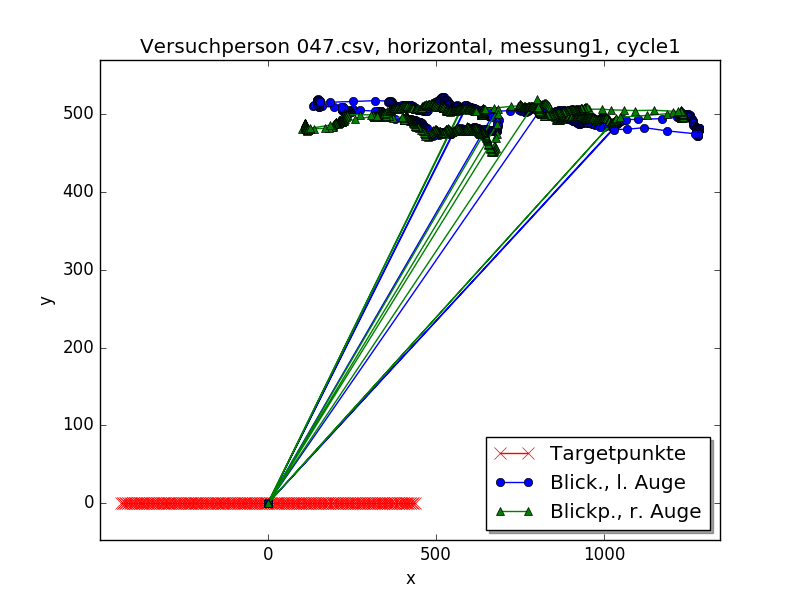 Versuchperson 047.csv, horizontal, messung1, cycle1
500
400
300
200
100
0
y
0 500 1000
x
Targetpunkte
Blick., l. Auge
Blickp., r. Auge